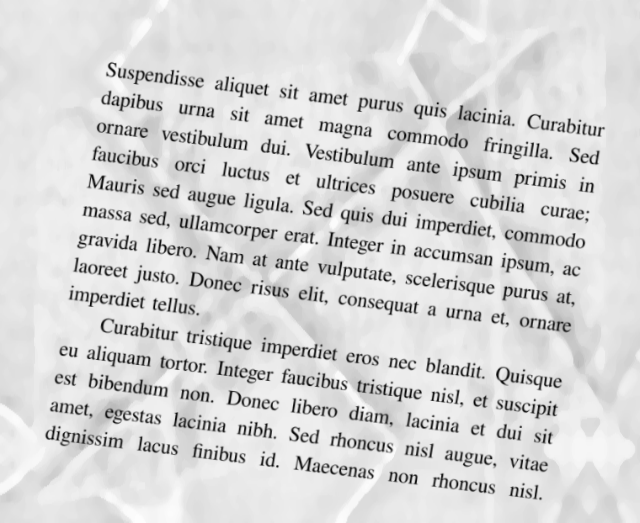 Suspendisse aliquet sit amet purus quis lacinia. Curabitur
dapibus urna sit amet magna commodo fringilla. Sed
ornare vestibulum dui. Vestibulum ante ipsum primis in
faucibus orci luctus et ultrices posuere cubilia curae;
Mauris sed augue ligula. Sed quis dui imperdiet, commodo
massa sed, ullamcorper erat. Integer in accumsan ipsum, ac
gravida libero. Nam at ante vulputate, scelerisque purus at,
laoreet justo. Donec risus elit, consequat a urna et, ornare
imperdiet tellus.
Curabitur tristique imperdiet eros nec blandit. Quisque
eu aliquam tortor. Integer faucibus tristique nisl, et suscipit
est bibendum non. Donec libero diam, lacinia et dui sit
amet, egestas lacinia nibh. Sed rhoncus nisl augue, vitae
dignissim lacus finibus id. Maecenas non rhoncus nisl.